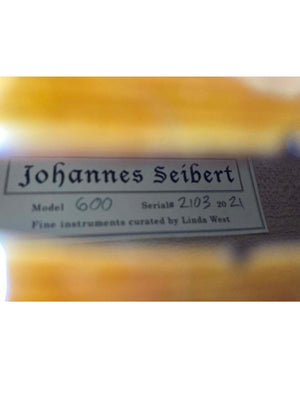 Johannes Seibert
Model 600 Serial# 2103 2021
Fine instruments curated by Linda West